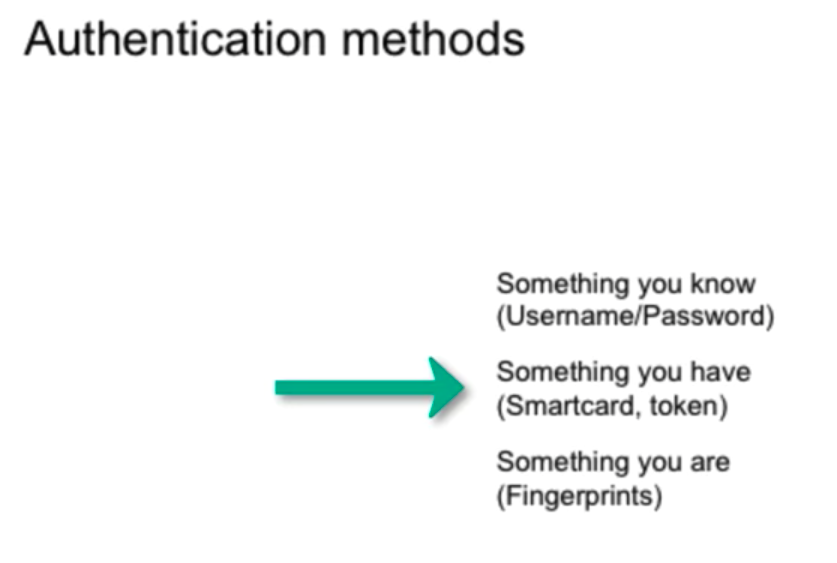 Authentication methods
Something you know
(Username/Password)
Something you have
(Smartcard, token)
Something you are
(Fingerprints)